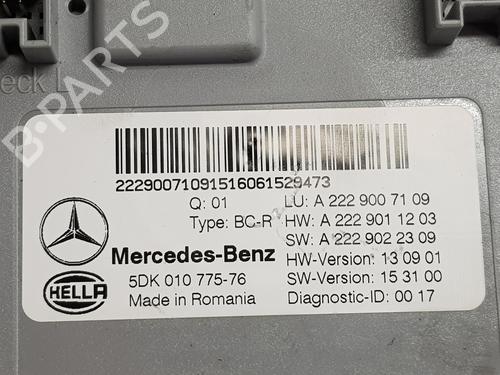 eck L
B-PARTS
22290071091516061529473
Q: 01
LU: A 222 900 71 09
Type: BC-R
HW: A 222 901 12 03
SW: A 222 902 23 09
Mercedes-Benz
HW-Version: 13 09 01
HELLA
5DK 010 775-76
SW-Version: 15 31 00
Made in Romania
Diagnostic-ID: 00 17